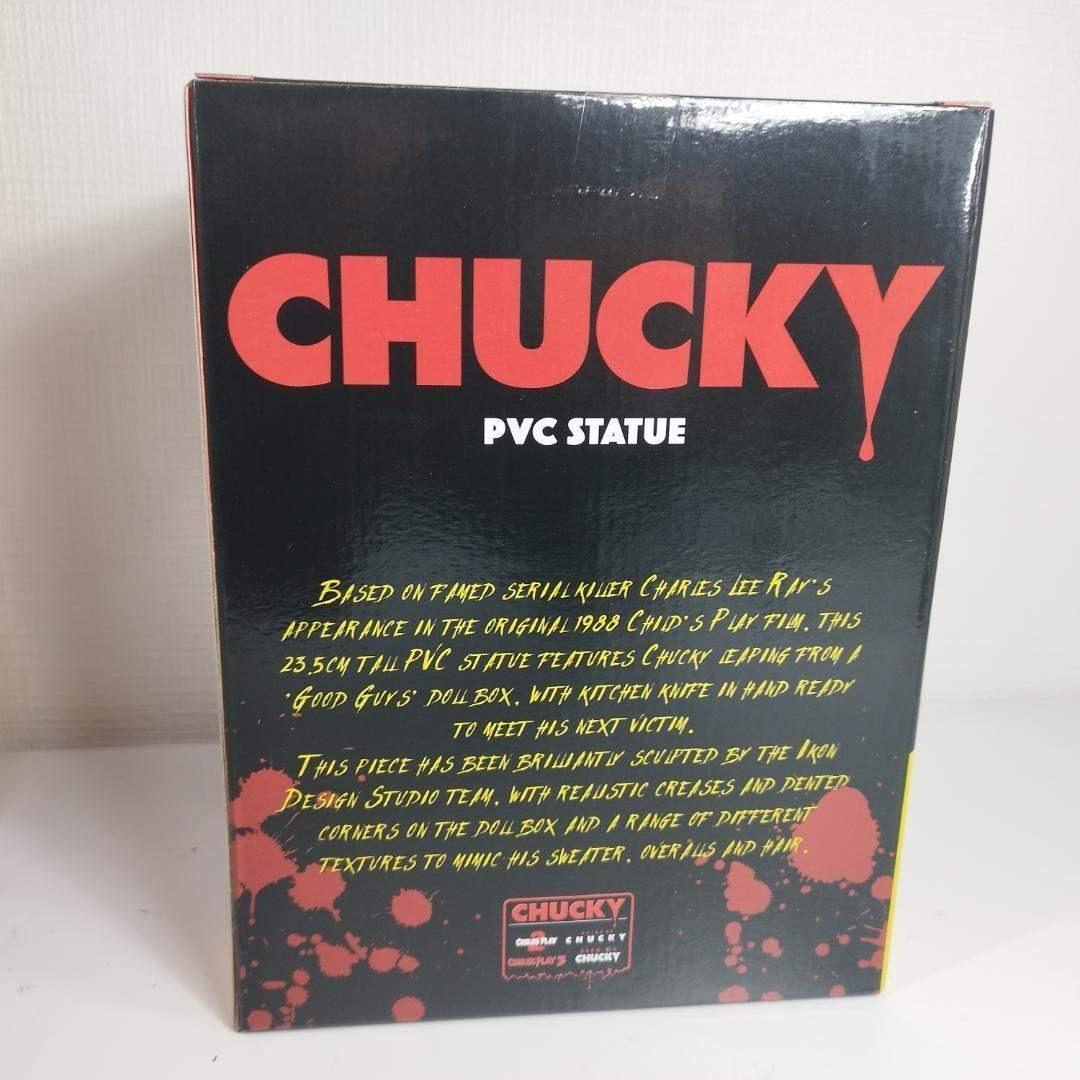 CHUCKY
PVC STATUE
BASED ON FAMED SERIAL KILLER CHARLES LEE RAY'S
APPEARANCE IN THE ORIGINAL 1988 CHILD'S PLAY FILM, THIS
23.5CM TALL PVC STATUE FEATURES CHUCKY LEAPING FROM A
'GOOD GUYS' DOLL BOX, WITH KITCHEN KNIFE IN HAND READY
TO MEET HIS NEXT VICTIM.
THIS PIECE HAS BEEN BRILLIANTLY SCULPTED BY THE IKON
DESIGN STUDIO TEAM, WITH REALISTIC CREASES AND DENTED
CORNERS ON THE DOLL BOX AND A RANGE OF DIFFERENT
TEXTURES TO MIMIC HIS SWEATER, OVERALLS AND HAIR.
CHUCKY
CHILD'S PLAY 2
CHUCKY
CHILD'S PLAY 3
CHUCKY